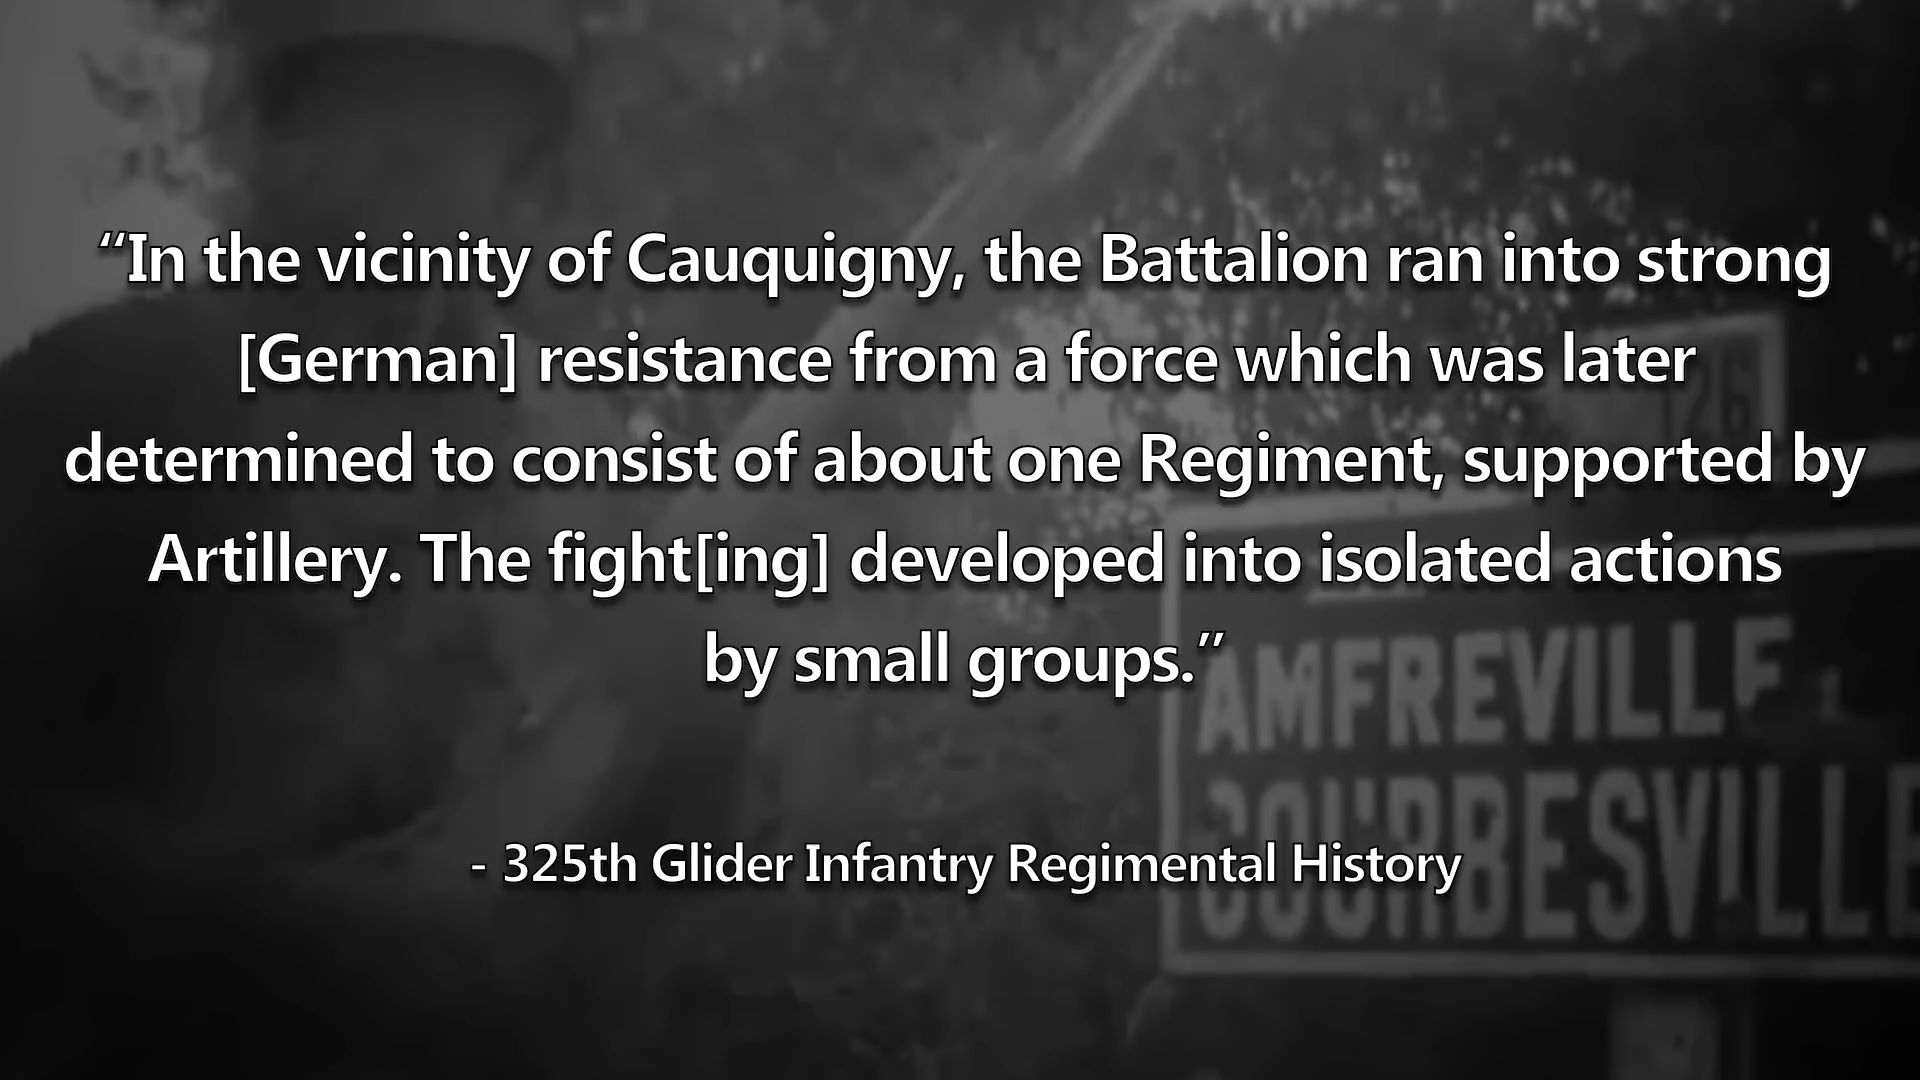 “In the vicinity of Cauquigny, the Battalion ran into strong
[German] resistance from a force which was later
determined to consist of about one Regiment, supported by
Artillery. The fight[ing] developed into isolated actions
by small groups.”
- 325th Glider Infantry Regimental History
126
AMFREVILLE
COURBESVILLE